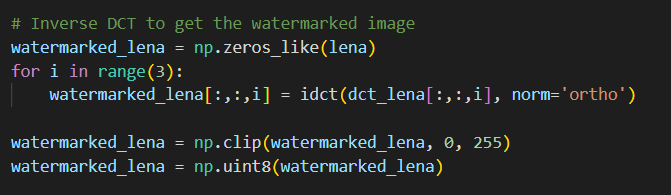 # Inverse DCT to get the watermarked image
watermarked_lena = np.zeros_like(lena)
for i in range(3):
    watermarked_lena[:,:,i] = idct(dct_lena[:,:,i], norm='ortho')
watermarked_lena = np.clip(watermarked_lena, 0, 255)
watermarked_lena = np.uint8(watermarked_lena)